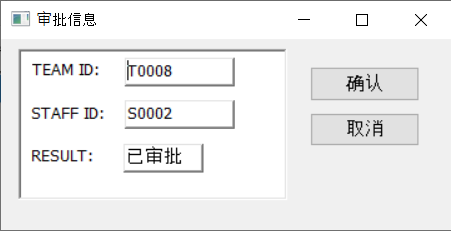 审批信息
TEAM ID: T0008
STAFF ID: S0002
RESULT: 已审批
确认
取消